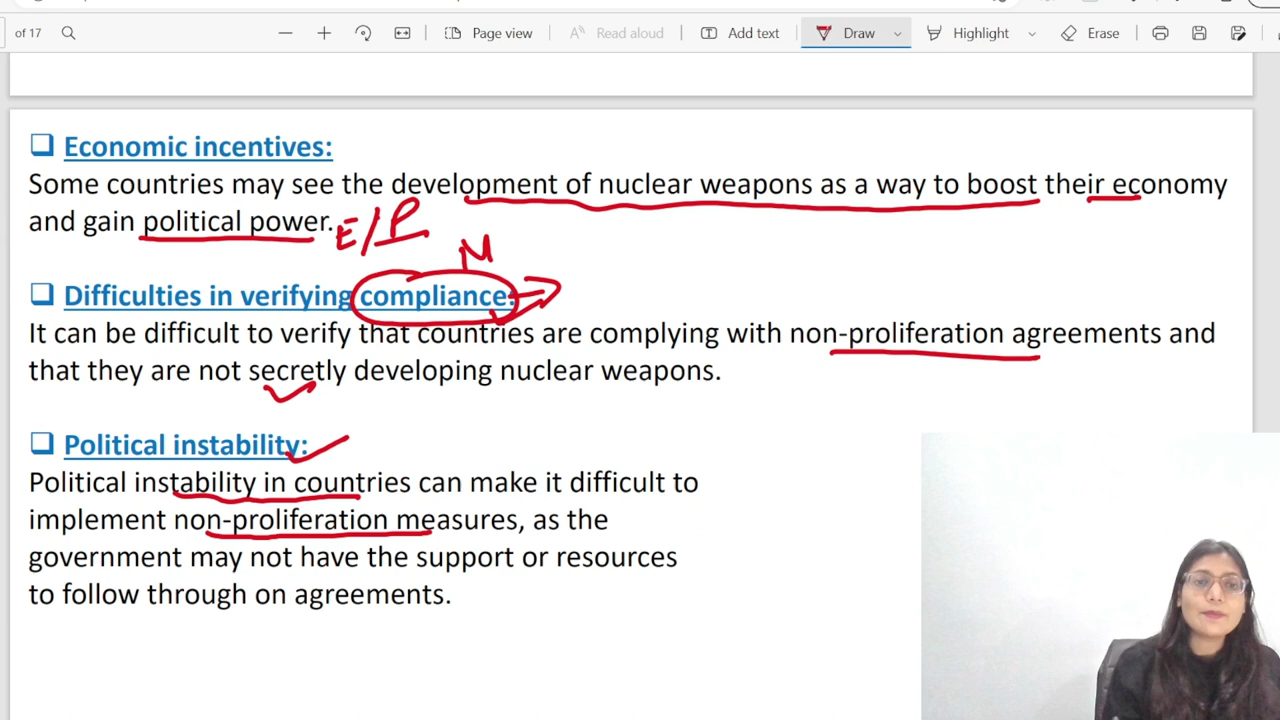 of 17
Page view
Read aloud
Add text
Draw
Highlight
Erase
Economic incentives:
Some countries may see the development of nuclear weapons as a way to boost their economy
and gain political power.
E/P
M
Difficulties in verifying compliance:
It can be difficult to verify that countries are complying with non-proliferation agreements and
that they are not secretly developing nuclear weapons.
Political instability:
Political instability in countries can make it difficult to
implement non-proliferation measures, as the
government may not have the support or resources
to follow through on agreements.